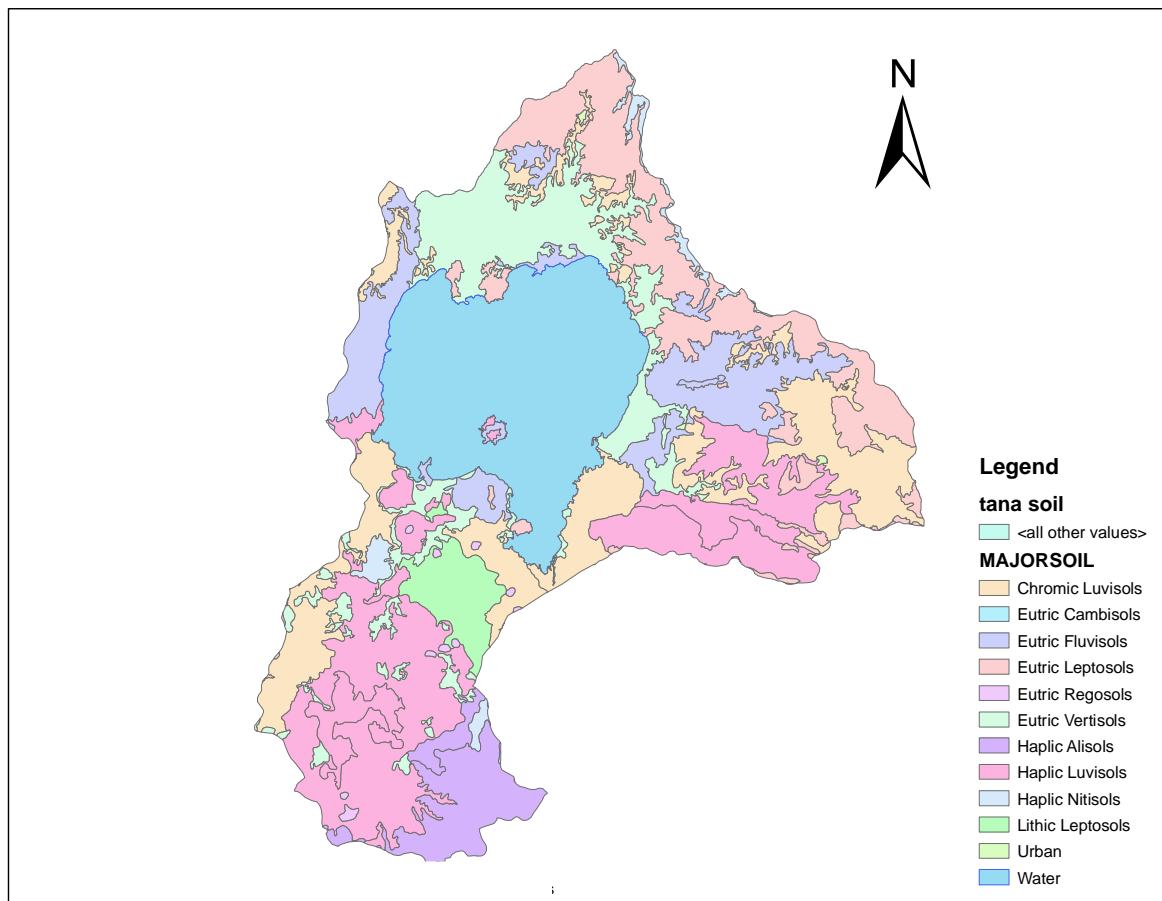 N
Legend
tana soil
<all other values>
MAJORSOIL
Chromic Luvisols
Eutric Cambisols
Eutric Fluvisols
Eutric Leptosols
Eutric Regosols
Eutric Vertisols
Haplic Alisols
Haplic Luvisols
Haplic Nitisols
Lithic Leptosols
Urban
Water